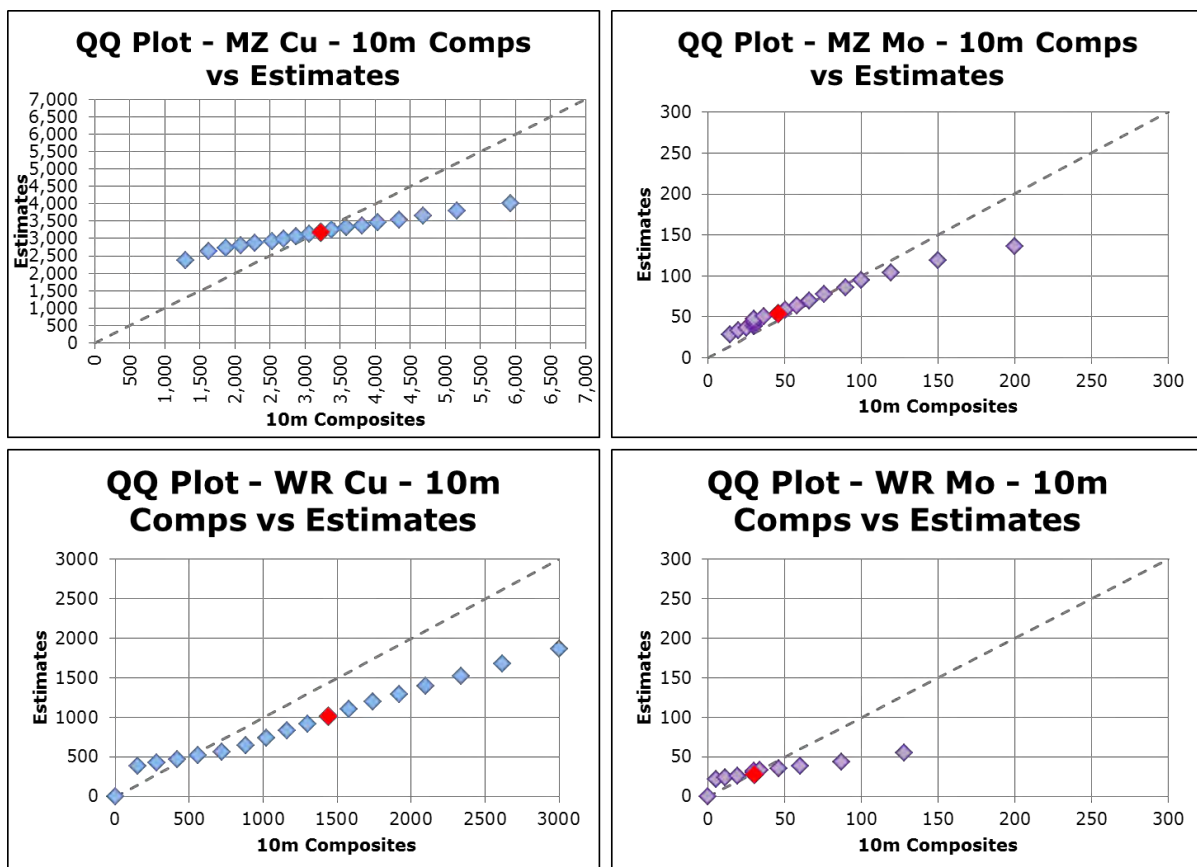 QQ Plot - MZ Cu - 10m Comps
vs Estimates
7,000
6,500
6,000
5,500
5,000
4,500
4,000
3,500
3,000
2,500
2,000
1,500
1,000
500
0
Estimates
0
500
1,000
1,500
2,000
2,500
3,000
3,500
4,000
4,500
5,000
5,500
6,000
6,500
7,000
10m Composites
QQ Plot - MZ Mo - 10m Comps
vs Estimates
300
250
200
150
100
50
0
Estimates
0 50 100 150 200 250 300
10m Composites
QQ Plot - WR Cu - 10m
Comps vs Estimates
3000
2500
2000
1500
1000
500
0
Estimates
0 500 1000 1500 2000 2500 3000
10m Composites
QQ Plot - WR Mo - 10m
Comps vs Estimates
300
250
200
150
100
50
0
Estimates
0 50 100 150 200 250 300
10m Composites